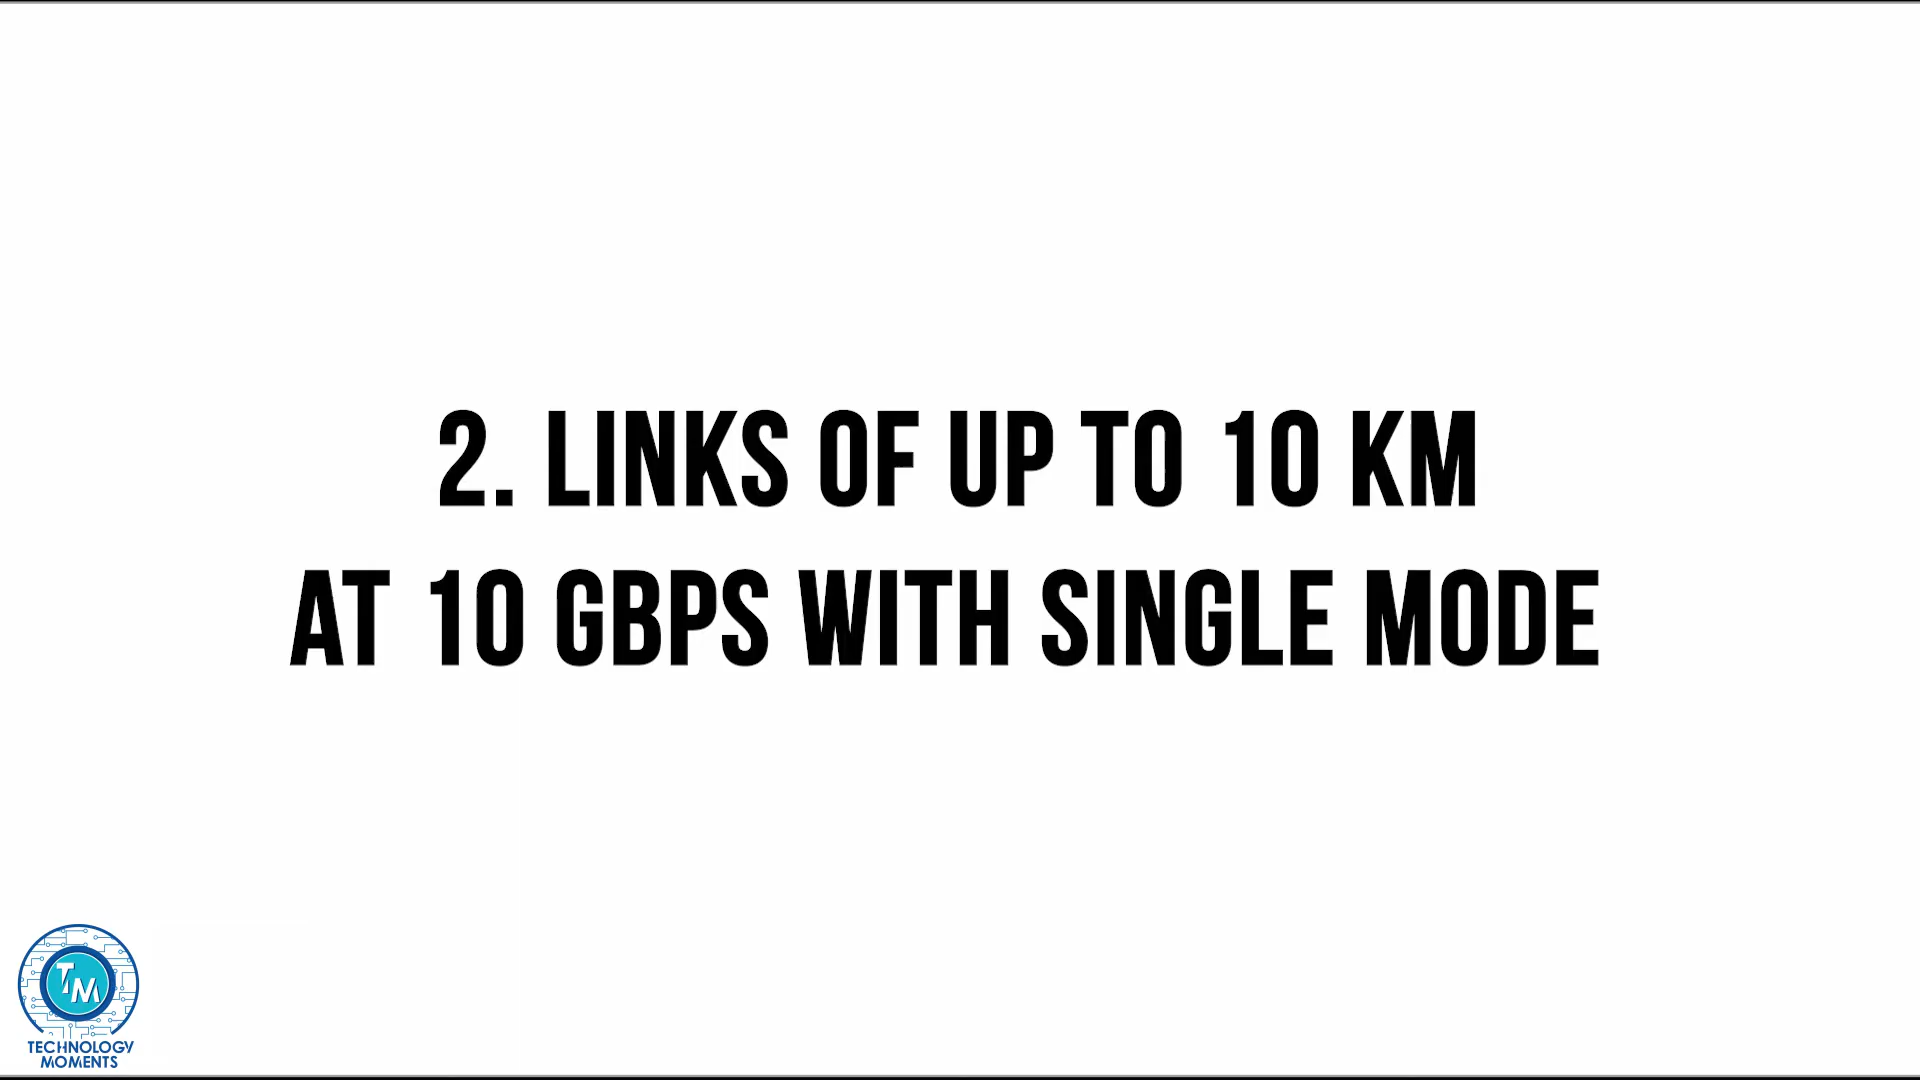 2. LINKS OF UP TO 10 KM
AT 10 GBPS WITH SINGLE MODE
TM
TECHNOLOGY
MOMENTS